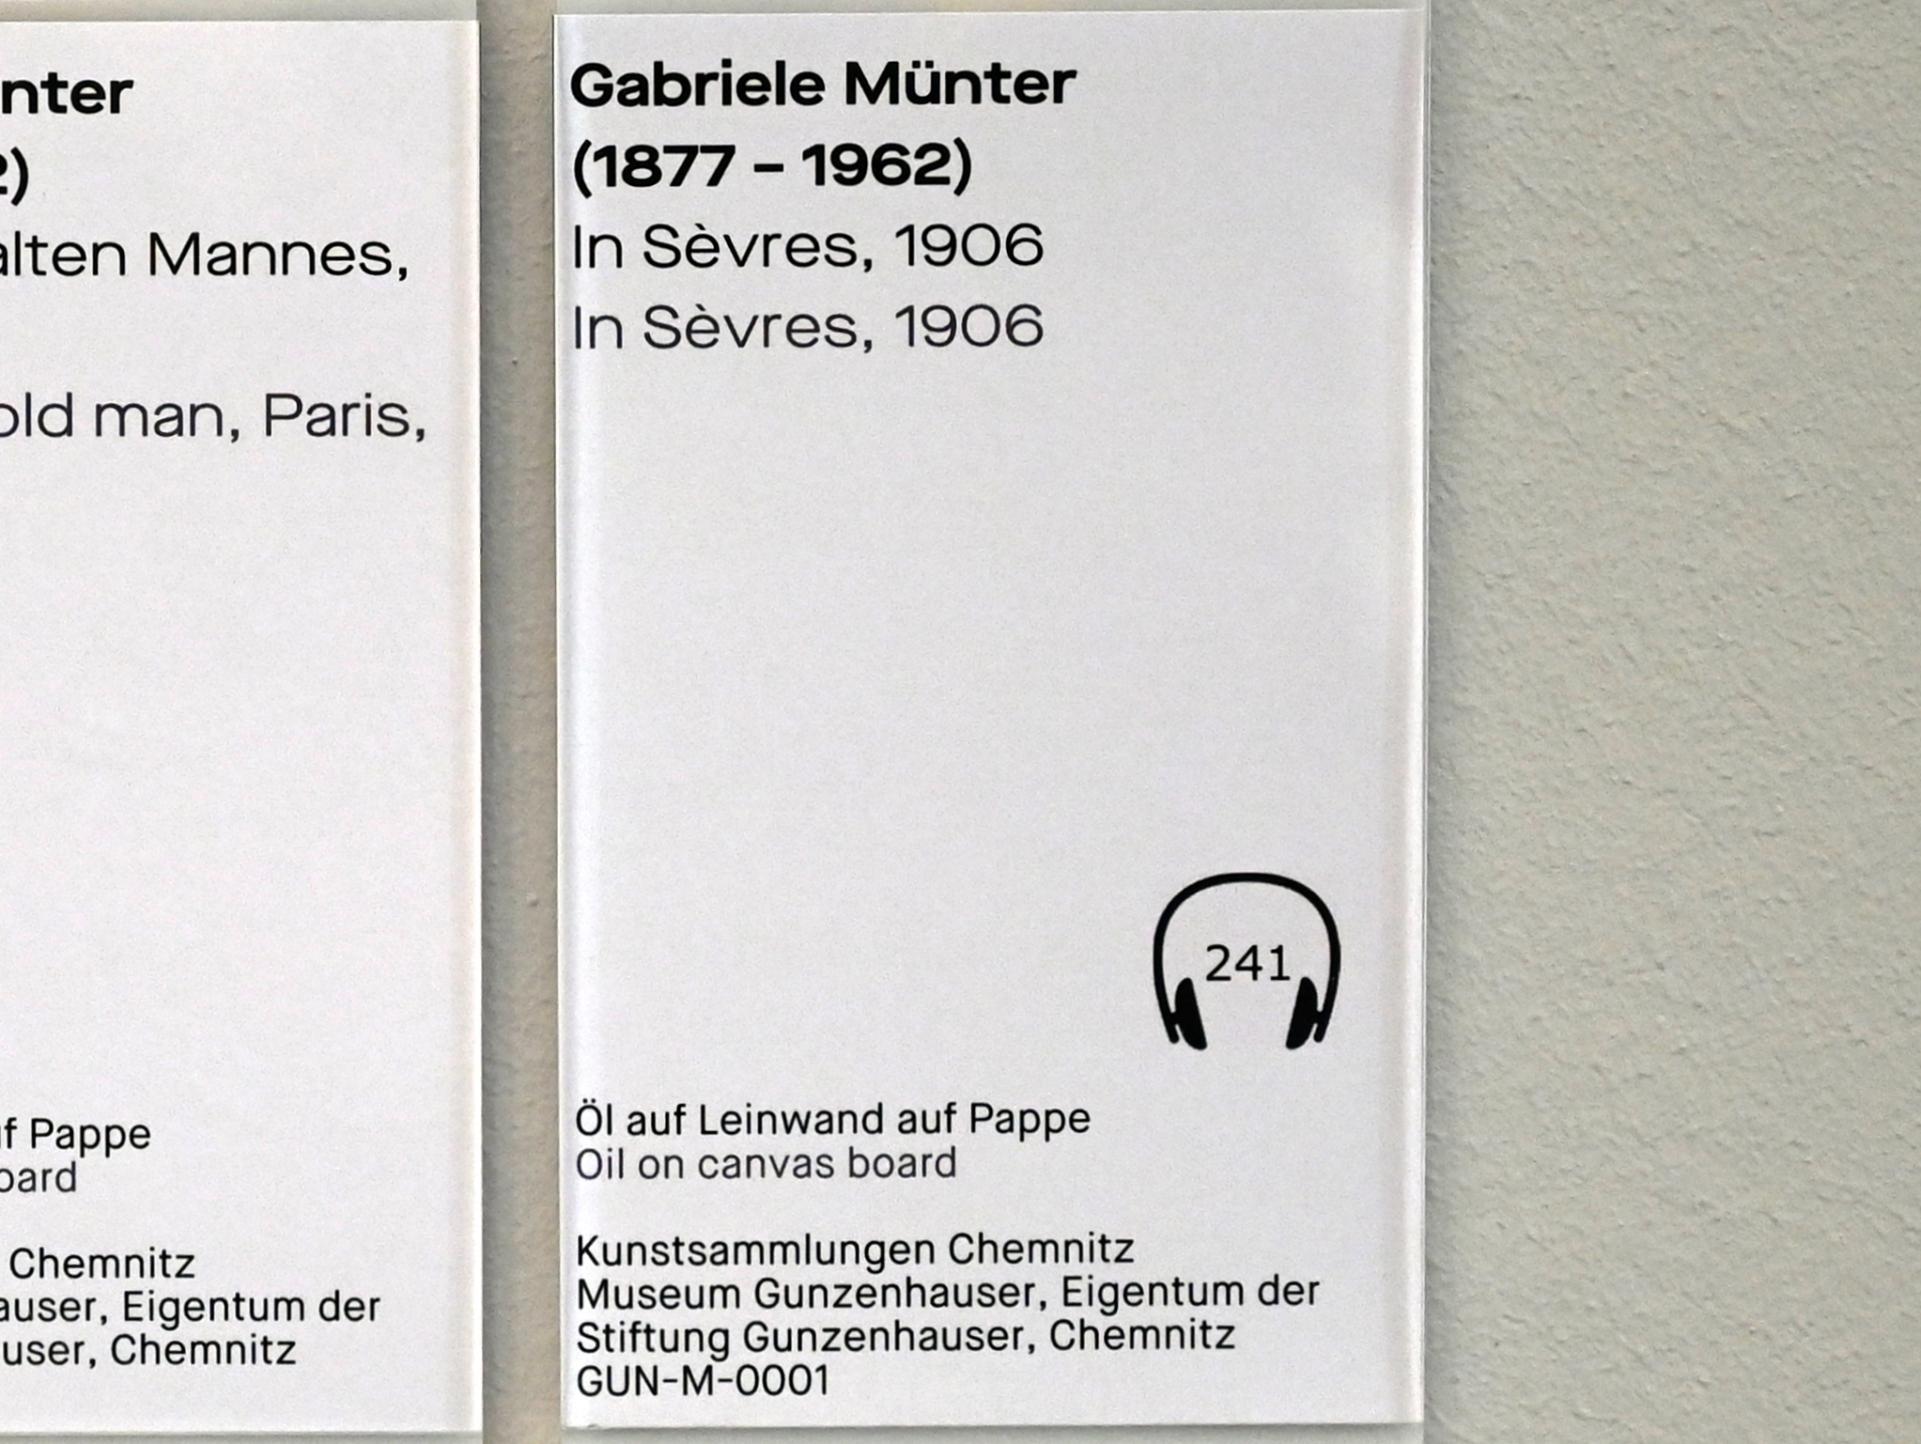 nter
2)
alten Mannes,
old man, Paris,
uf Pappe
oard
Chemnitz
auser, Eigentum der
user, Chemnitz
Gabriele Münter
(1877 – 1962)
In Sèvres, 1906
In Sèvres, 1906
241
Öl auf Leinwand auf Pappe
Oil on canvas board
Kunstsammlungen Chemnitz
Museum Gunzenhauser, Eigentum der
Stiftung Gunzenhauser, Chemnitz
GUN-M-0001